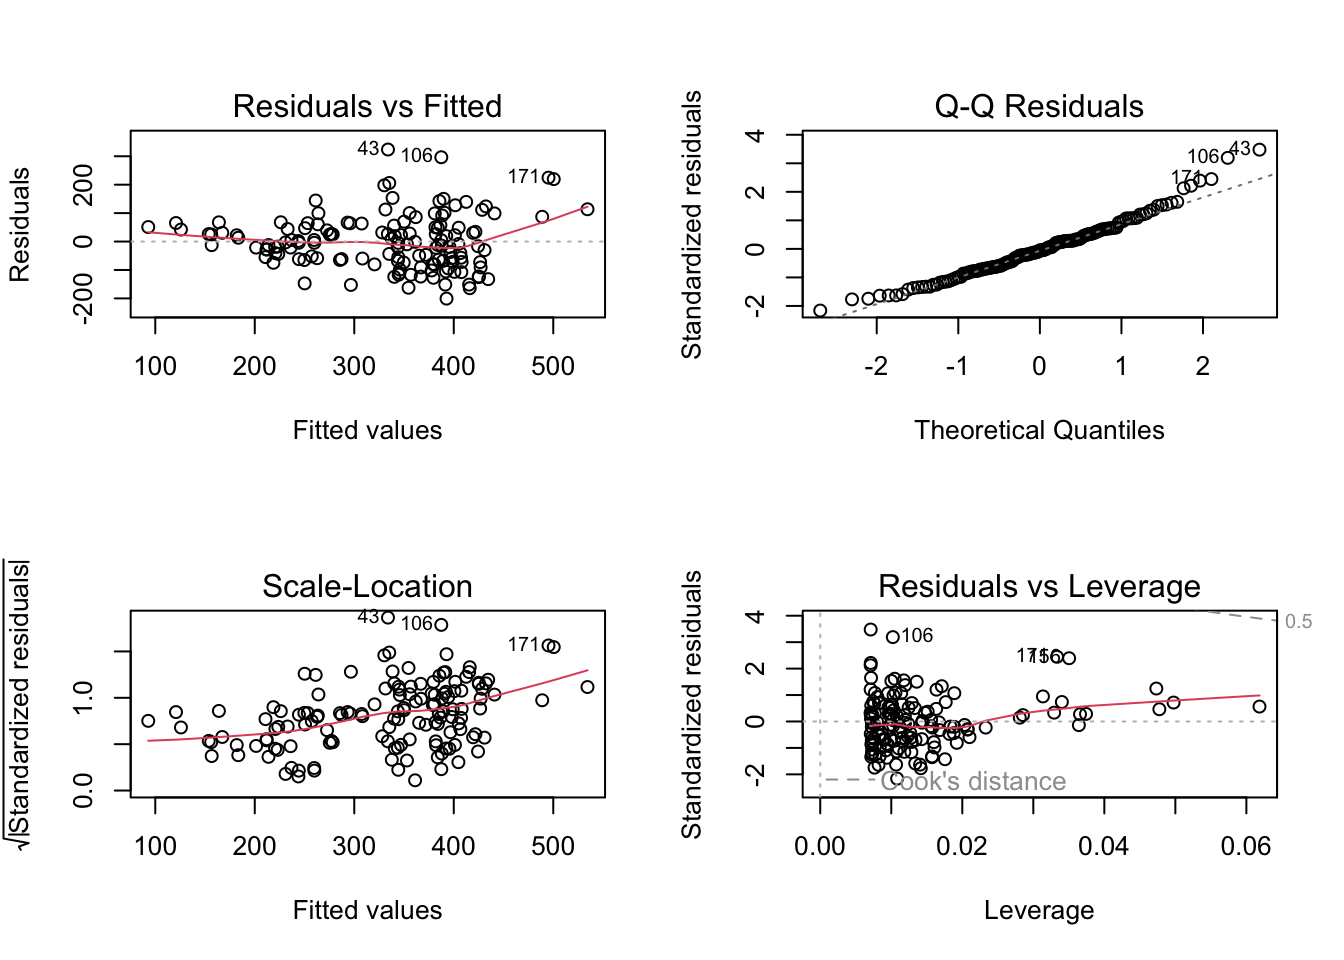 Residuals vs Fitted
Residuals
200
0
-200
43
106
171
100 200 300 400 500
Fitted values
Q-Q Residuals
Standardized residuals
4
2
0
-2
106
43
171
-2 -1 0 1 2
Theoretical Quantiles
Scale-Location
√|Standardized residuals|
1.0
0.0
43
106
171
100 200 300 400 500
Fitted values
Residuals vs Leverage
Standardized residuals
4
2
0
-2
106
171
0.5
Cook's distance
0.00 0.02 0.04 0.06
Leverage